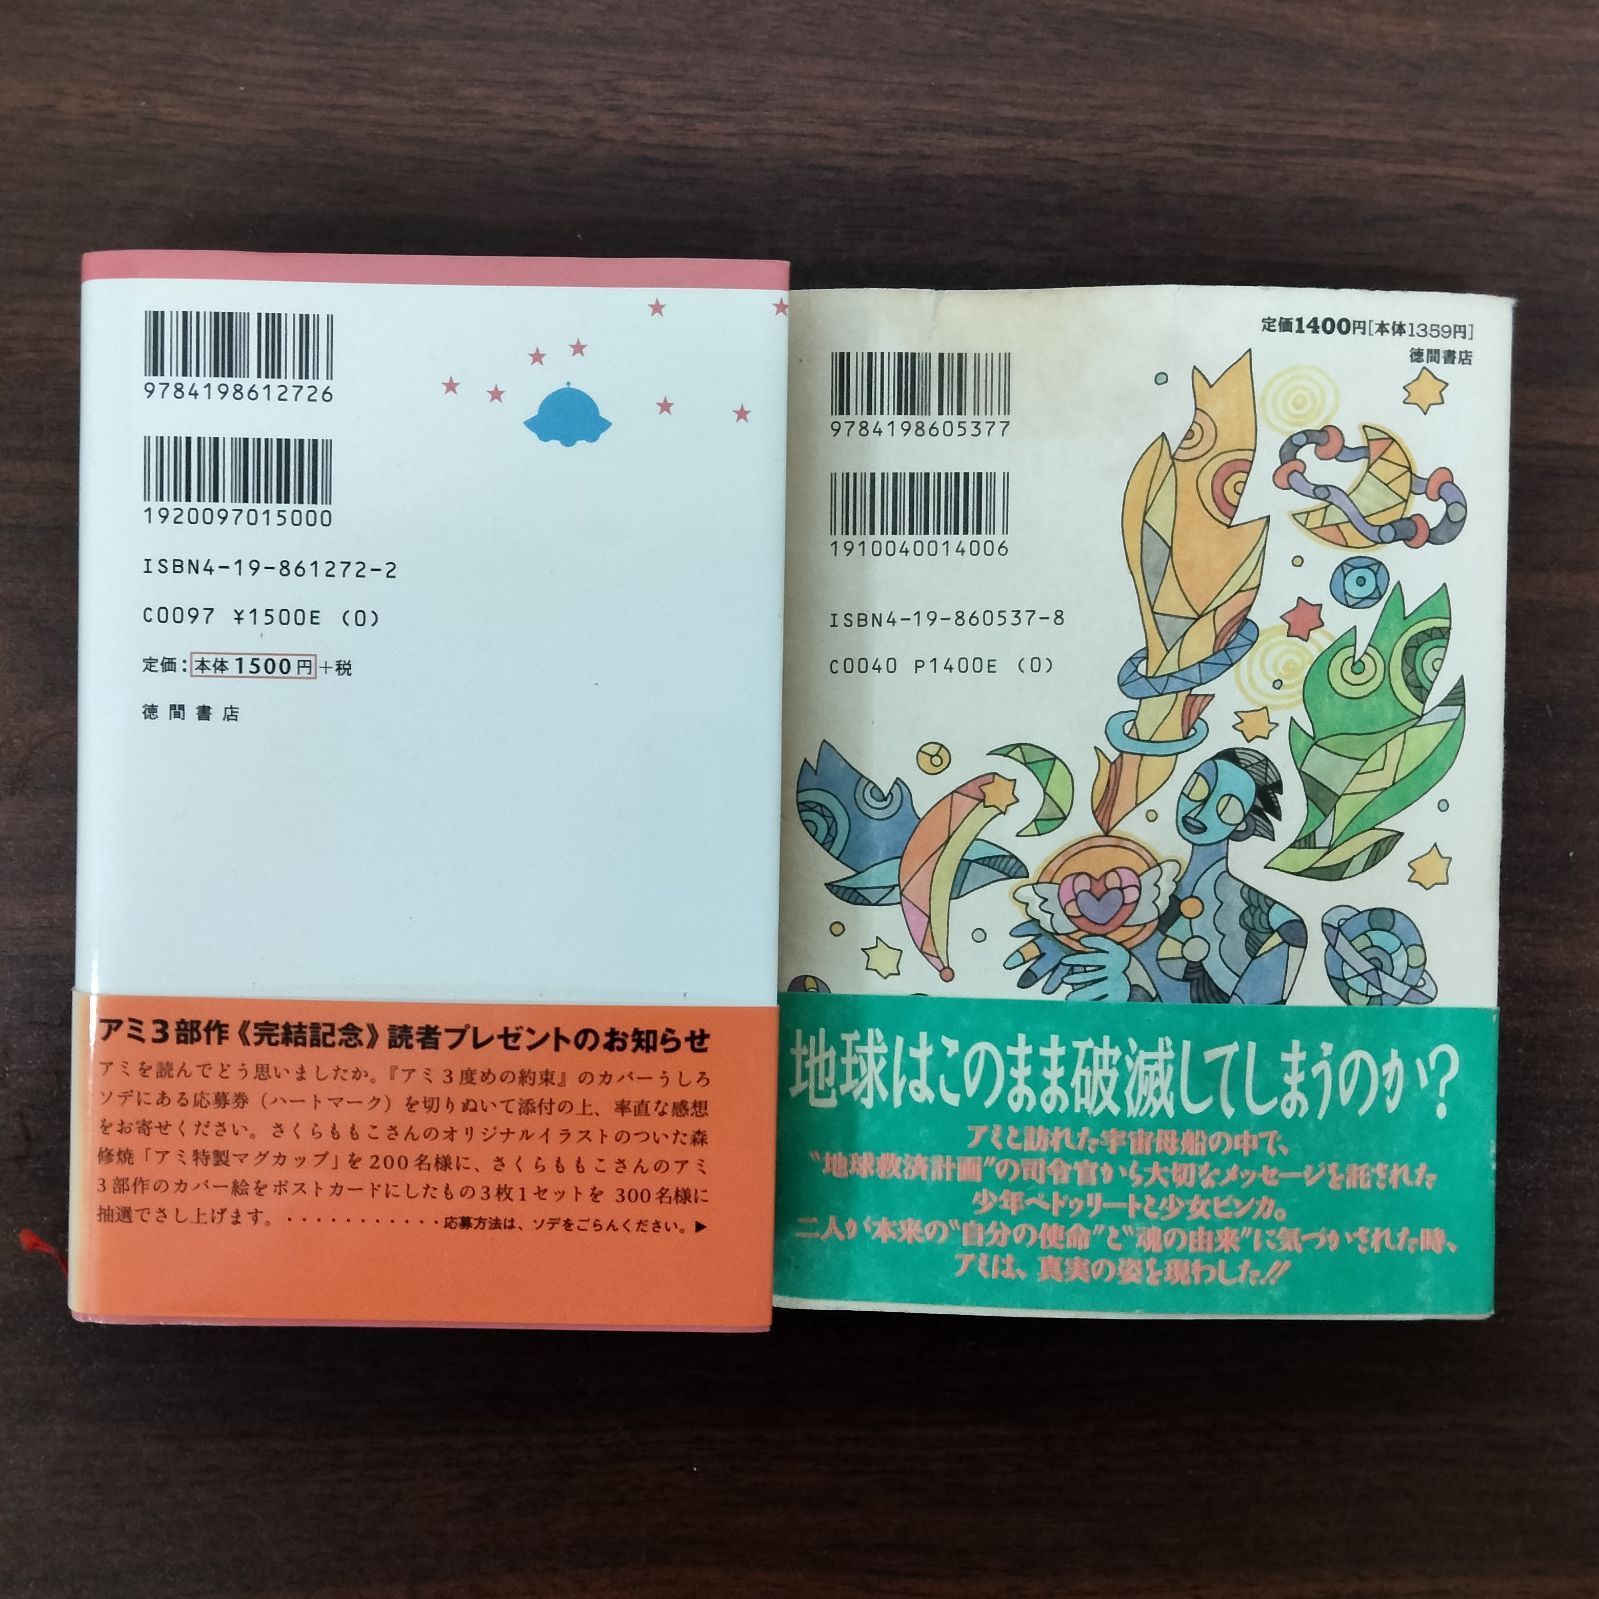 9784198612726
1920097015000
ISBN4-19-861272-2
C0097 ¥1500E (0)
定価：本体1500円+税
徳間書店
アミ3部作《完結記念》読者プレゼントのお知らせ
アミを読んでどう思いましたか。『アミ3度めの約束』のカバーうしろ
ソデにある応募券（ハートマーク）を切りぬいて添付の上、率直な感想
をお寄せください。さくらももこさんのオリジナルイラストのついた森
修焼「アミ特製マグカップ」を200名様に、さくらももこさんのアミ
3部作のカバー絵をポストカードにしたもの3枚1セットを 300名様に
抽選でさし上げます。............応募方法は、ソデをごらんください。▶
定価1400円[本体1359円]
徳間書店
9784198605377
1910040014006
ISBN4-19-860537-8
C0040 P1400E (0)
地球はこのまま破滅してしまうのか?
アミと訪れた宇宙母船の中で、
“地球救済計画”の司令官から大切なメッセージを託された
少年ペドゥリートと少女ビンカ。
二人が本来の“自分の使命”と“魂の由来”に気づかされた時、
アミは、真実の姿を現わした!!